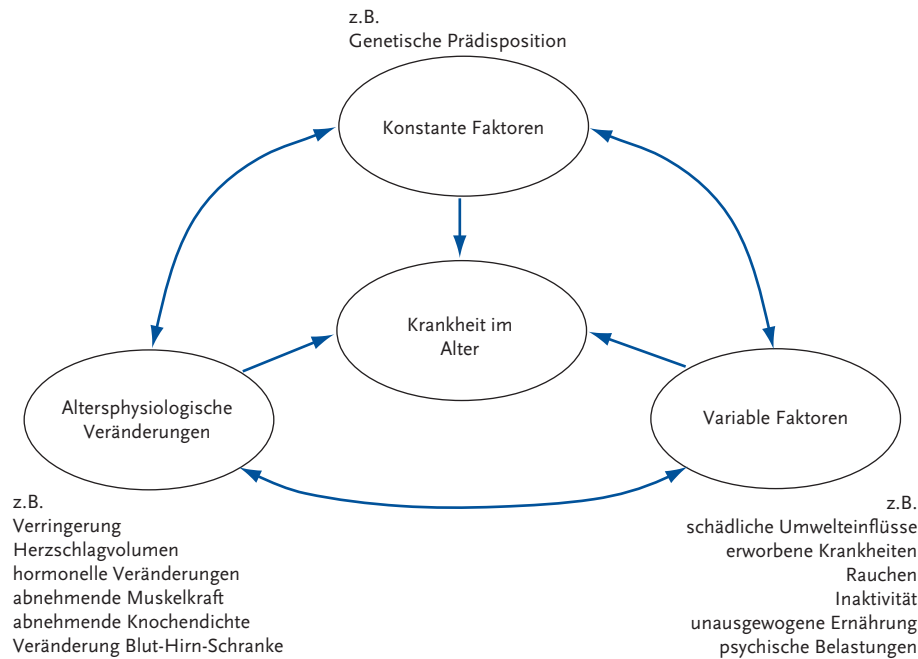 z.B.
Genetische Prädisposition
Konstante Faktoren
Krankheit im
Alter
Altersphysiologische
Veränderungen
Variable Faktoren
z.B.
Verringerung
Herzschlagvolumen
hormonelle Veränderungen
abnehmende Muskelkraft
abnehmende Knochendichte
Veränderung Blut-Hirn-Schranke
z.B.
schädliche Umwelteinflüsse
erworbene Krankheiten
Rauchen
Inaktivität
unausgewogene Ernährung
psychische Belastungen